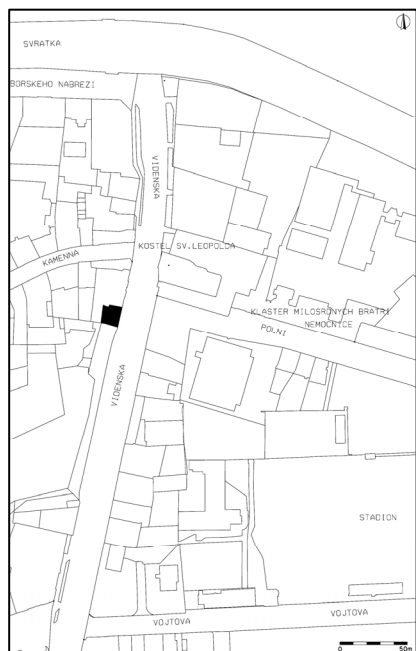 SVRATKA
BORSKEHO NABREZI
VIDENSKA
KOSTEL SV.LEOPOLDA
KAMENNA
KLASTER MILOSRDNYCH BRATRI
NEMOCNICE
POLNI
VIDENSKA
STADION
VOJTOVA
VOJTOVA
0 50m